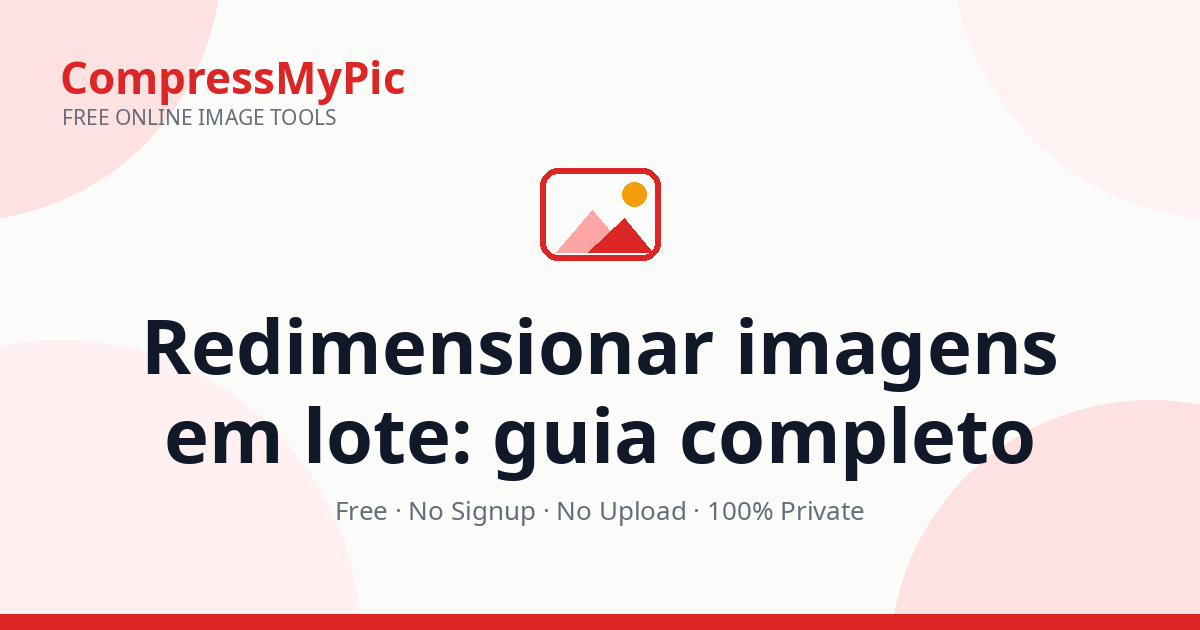 CompressMyPic
FREE ONLINE IMAGE TOOLS
Redimensionar imagens
em lote: guia completo
Free · No Signup · No Upload · 100% Private